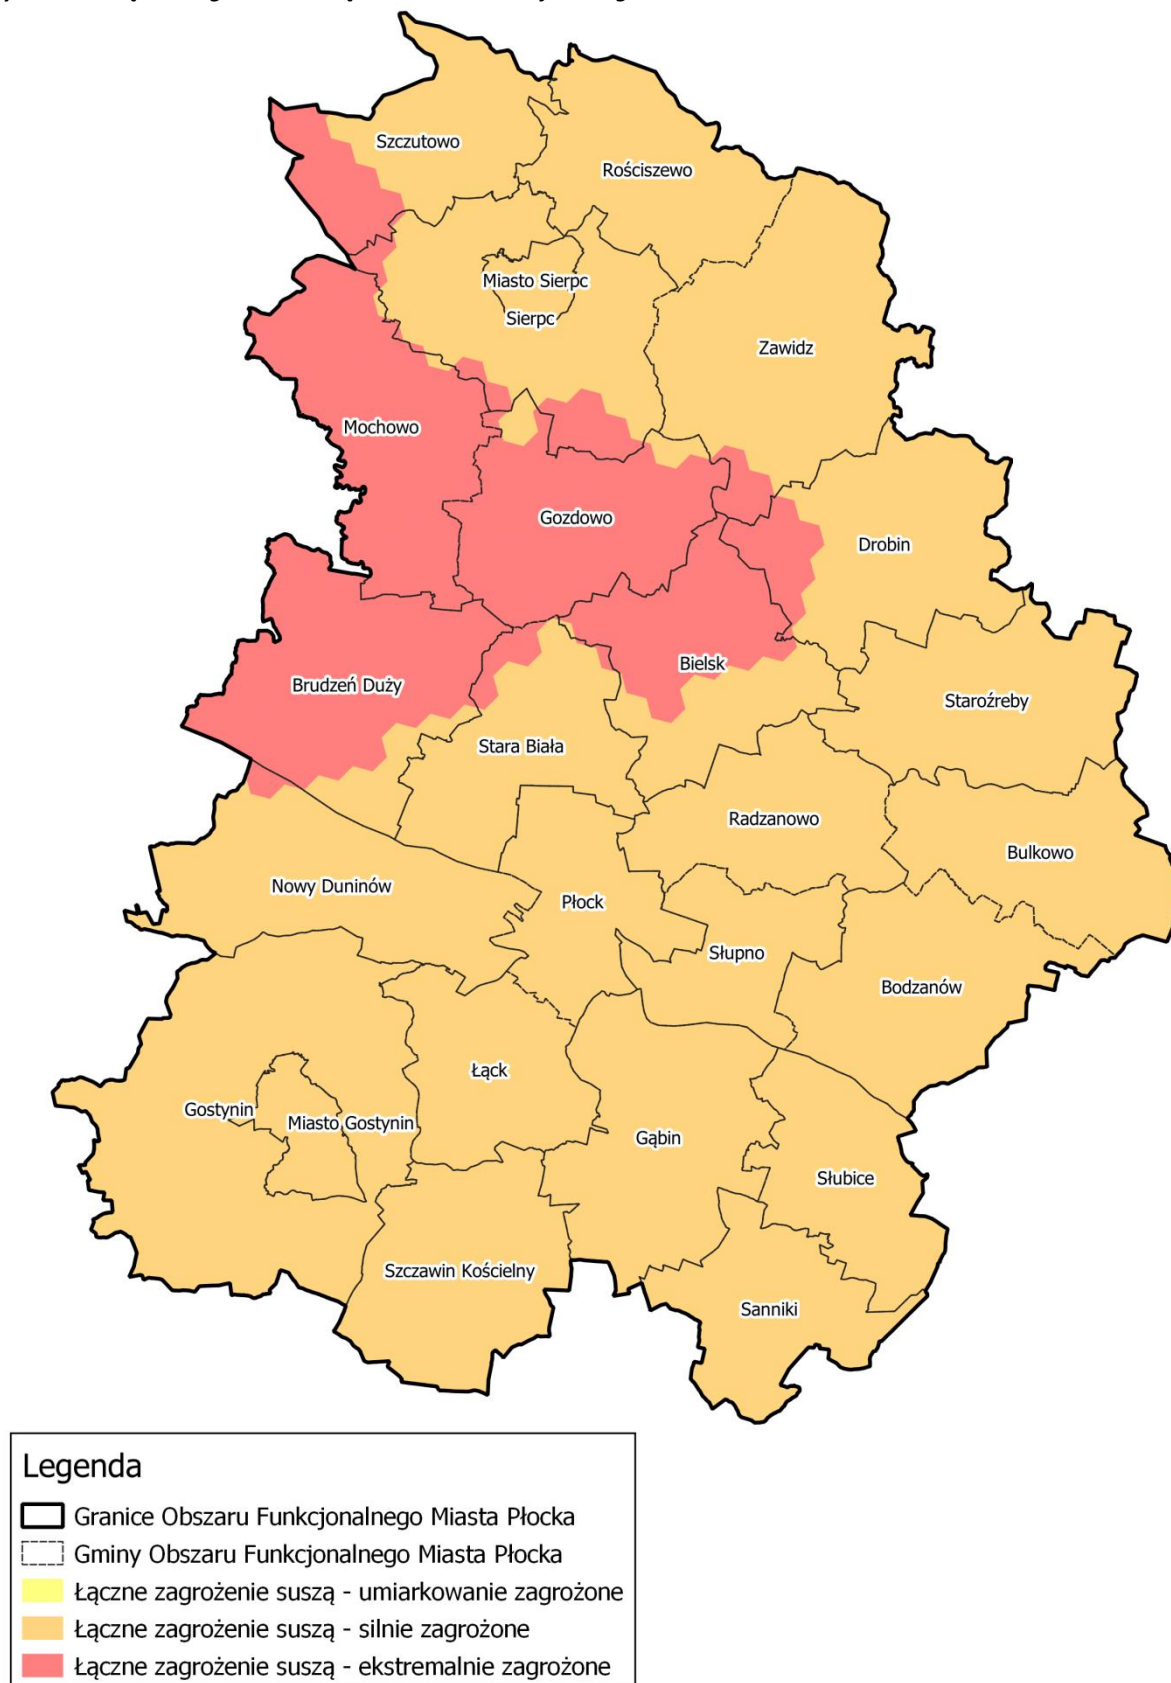 Szczutowo
Rościszewo
Miasto Sierpc
Sierpc
Zawidz
Mochowo
Gozdowo
Drobin
Bielsk
Brudzeń Duży
Staroźreby
Stara Biała
Radzanowo
Bulkowo
Nowy Duninów
Płock
Słupno
Bodzanów
Łąck
Gostynin
Miasto Gostynin
Gąbin
Słubice
Szczawin Kościelny
Sanniki
Legenda
Granice Obszaru Funkcjonalnego Miasta Płocka
Gminy Obszaru Funkcjonalnego Miasta Płocka
Łączne zagrożenie suszą - umiarkowanie zagrożone
Łączne zagrożenie suszą - silnie zagrożone
Łączne zagrożenie suszą - ekstremalnie zagrożone